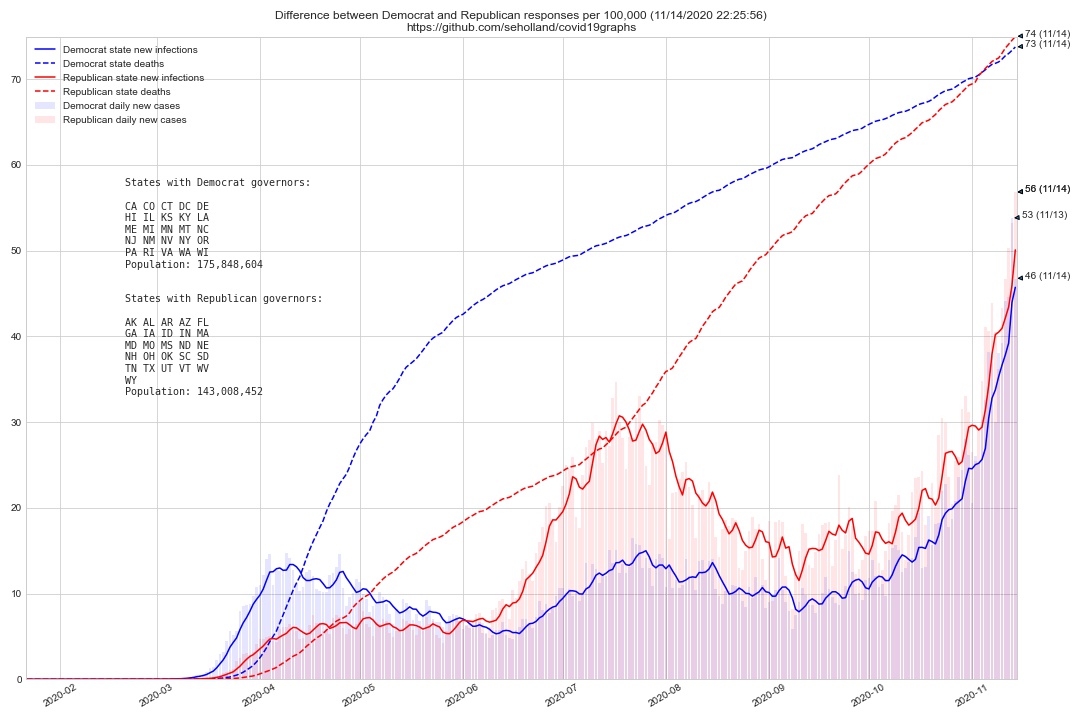 Difference between Democrat and Republican responses per 100,000 (11/14/2020 22:25:56)
https://github.com/seholland/covid19graphs
Democrat state new infections
Democrat state deaths
Republican state new infections
Republican state deaths
Democrat daily new cases
Republican daily new cases
74 (11/14)
73 (11/14)
56 (11/14)
53 (11/13)
46 (11/14)
States with Democrat governors:
CA CO CT DC DE
HI IL KS KY LA
ME MI MN MT NC
NJ NM NV NY OR
PA RI VA WA WI
Population: 175,848,604
States with Republican governors:
AK AL AR AZ FL
GA IA ID IN MA
MD MO MS ND NE
NH OH OK SC SD
TN TX UT VT WV
WY
Population: 143,008,452
70
60
50
40
30
20
10
0
2020-02
2020-03
2020-04
2020-05
2020-06
2020-07
2020-08
2020-09
2020-10
2020-11